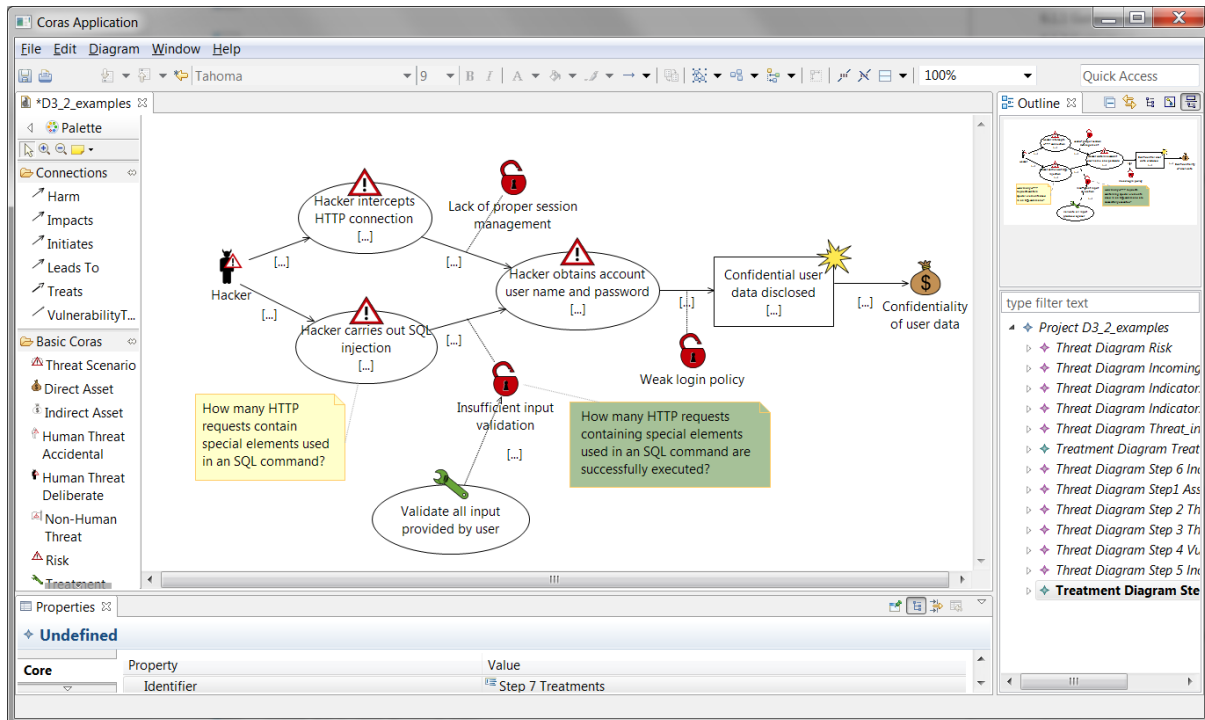 Coras Application
File Edit Diagram Window Help
Tahoma 9 B I A 100% Quick Access
*D3_2_examples
Palette
Connections
Harm
Impacts
Initiates
Leads To
Treats
VulnerabilityT...
Basic Coras
Threat Scenario
Direct Asset
Indirect Asset
Human Threat
Accidental
Human Threat
Deliberate
Non-Human
Threat
Risk
Treatment
Hacker
[...]
[...]
Hacker intercepts
HTTP connection
[...]
Lack of proper session
management
[...]
Hacker carries out SQL
injection
[...]
[...]
Hacker obtains account
user name and password
[...]
[...]
Confidential user
data disclosed
[...]
[...]
$
Confidentiality
of user data
Weak login policy
Insufficient input
validation
[...]
How many HTTP
requests contain
special elements used
in an SQL command?
How many HTTP requests
containing special elements
used in an SQL command are
successfully executed?
Validate all input
provided by user
Outline
type filter text
Project D3_2_examples
Threat Diagram Risk
Threat Diagram Incoming
Threat Diagram Indicator
Threat Diagram Indicator
Threat Diagram Threat_in
Treatment Diagram Treat
Threat Diagram Step 6 In
Threat Diagram Step1 Ass
Threat Diagram Step 2 Th
Threat Diagram Step 3 Th
Threat Diagram Step 4 Vu
Threat Diagram Step 5 In
Treatment Diagram Ste
Properties
Undefined
Core
Property Value
Identifier Step 7 Treatments